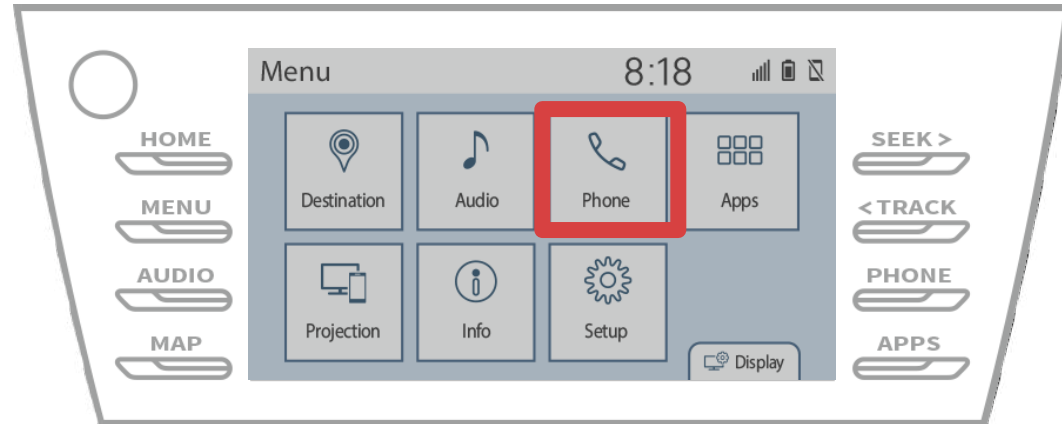 Menu 8:18
HOME
MENU
AUDIO
MAP
Destination Audio Phone Apps
Projection Info Setup
Display
SEEK >
< TRACK
PHONE
APPS